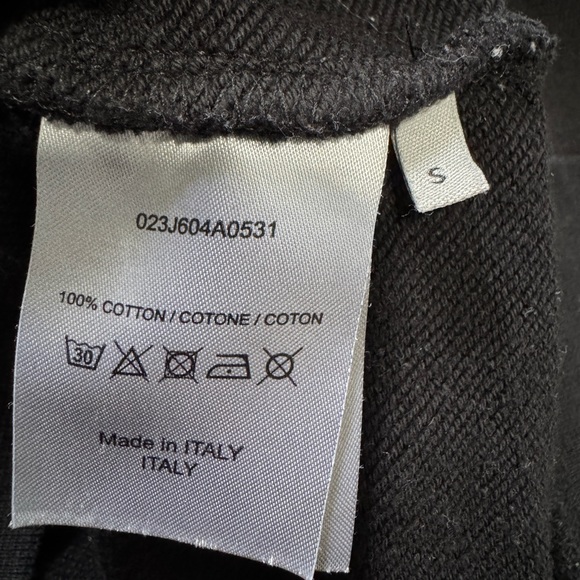 S
023J604A0531
100% COTTON / COTONE / COTON
30
Made in ITALY
ITALY